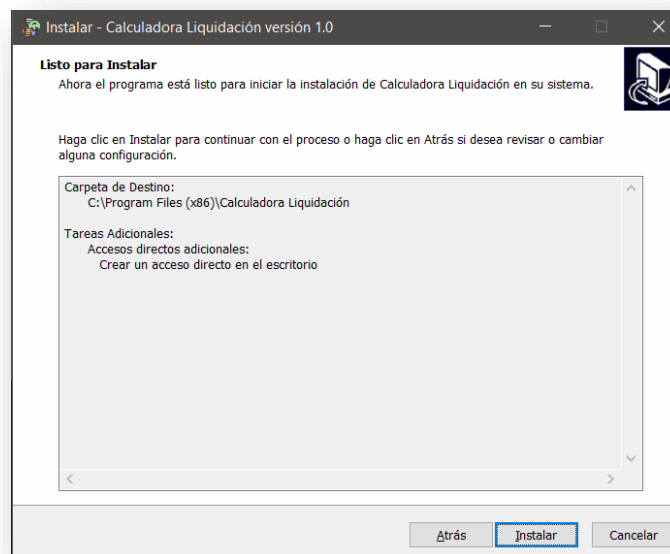 Instalar - Calculadora Liquidación versión 1.0
Listo para Instalar
Ahora el programa está listo para iniciar la instalación de Calculadora Liquidación en su sistema.
Haga clic en Instalar para continuar con el proceso o haga clic en Atrás si desea revisar o cambiar
alguna configuración.
Carpeta de Destino:
C:\Program Files (x86)\Calculadora Liquidación
Tareas Adicionales:
Accesos directos adicionales:
Crear un acceso directo en el escritorio
Atrás Instalar Cancelar